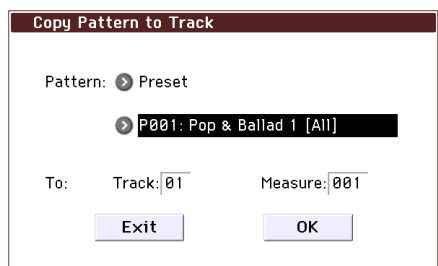 Copy Pattern to Track
Pattern: Preset
P001: Pop & Ballad 1 [All]
To: Track: 01 Measure: 001
Exit OK